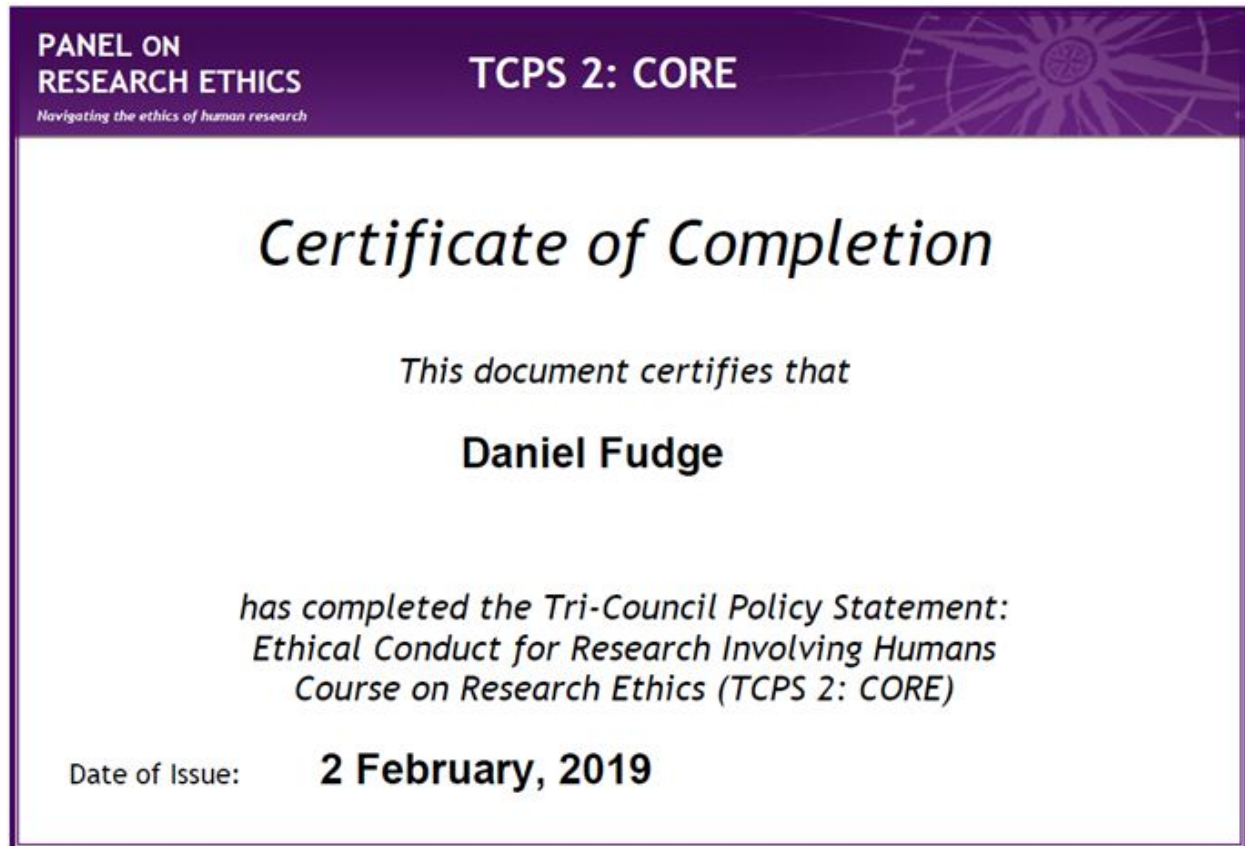 PANEL ON
RESEARCH ETHICS
Navigating the ethics of human research
TCPS 2: CORE
Certificate of Completion
This document certifies that
Daniel Fudge
has completed the Tri-Council Policy Statement:
Ethical Conduct for Research Involving Humans
Course on Research Ethics (TCPS 2: CORE)
Date of Issue: 2 February, 2019